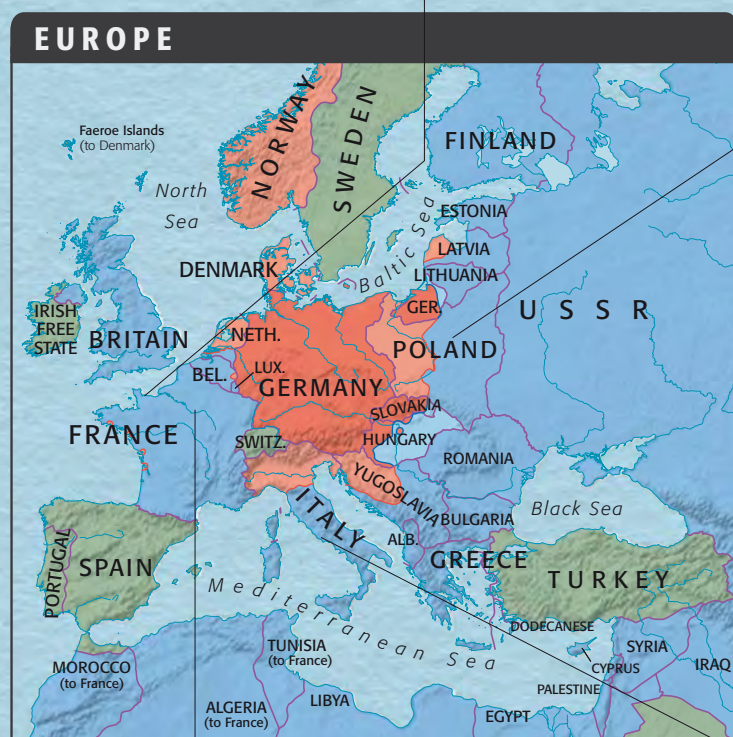 EUROPE
Faeroe Islands
(to Denmark)
NORWAY
SWEDEN
FINLAND
North
Sea
Baltic Sea
ESTONIA
LATVIA
LITHUANIA
DENMARK
GER.
USSR
IRISH
FREE
STATE
BRITAIN
NETH.
POLAND
BEL.
LUX.
GERMANY
SLOVAKIA
FRANCE
SWITZ.
HUNGARY
ROMANIA
YUGOSLAVIA
ITALY
Black Sea
BULGARIA
ALB.
GREECE
PORTUGAL
SPAIN
TURKEY
Mediterranean Sea
DODECANESE
CYPRUS
SYRIA
IRAQ
MOROCCO
(to France)
TUNISIA
(to France)
PALESTINE
ALGERIA
(to France)
LIBYA
EGYPT